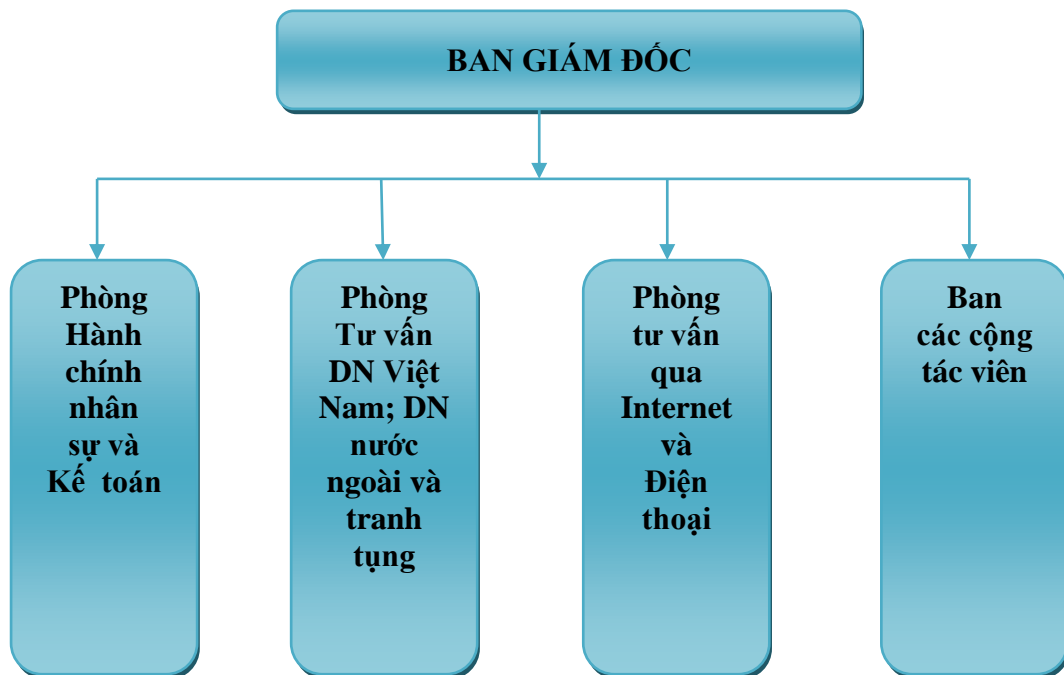 BAN GIÁM ĐỐC
Phòng
Hành
chính
nhân
sự và
Kế toán
Phòng
Tư vấn
DN Việt
Nam; DN
nước
ngoài và
tranh
tụng
Phòng
tư vấn
qua
Internet
và
Điện
thoại
Ban
các cộng
tác viên